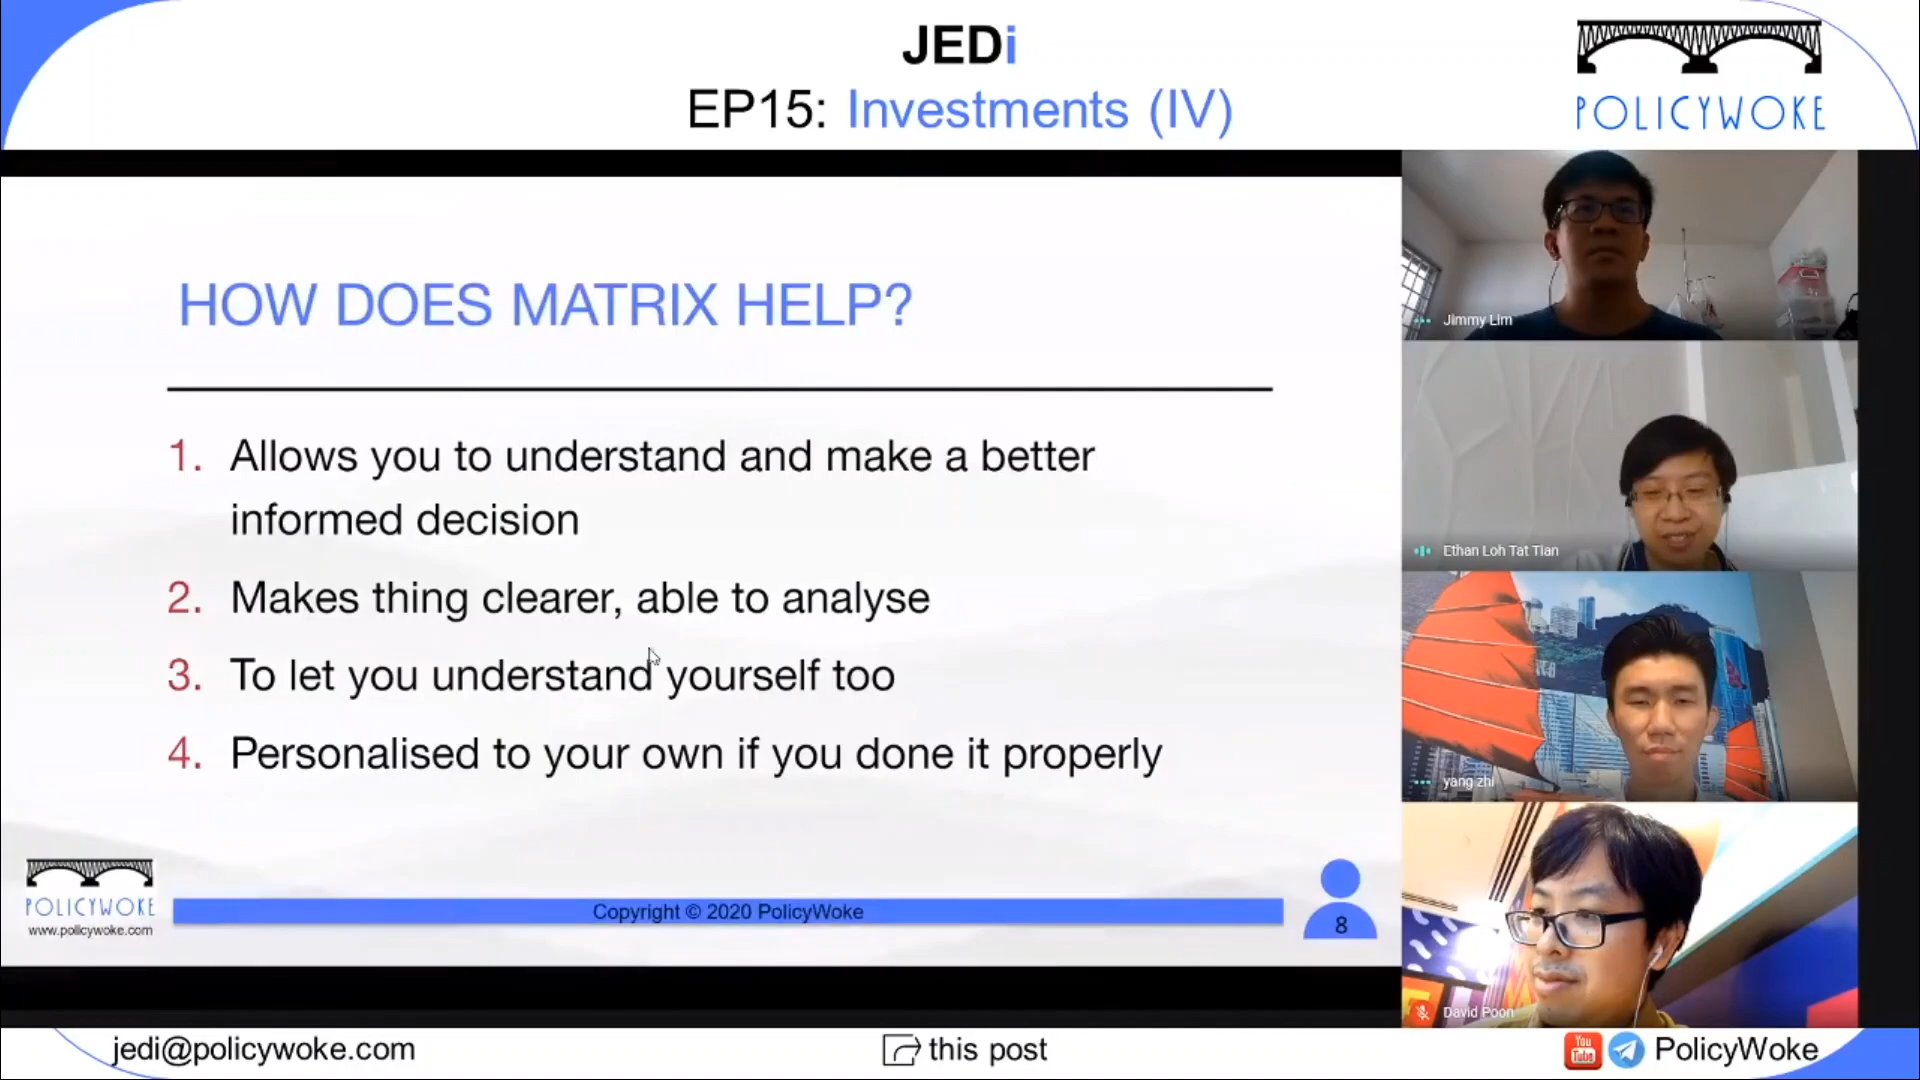 JEDi
EP15: Investments (IV)
POLICYWOKE
HOW DOES MATRIX HELP?
1. Allows you to understand and make a better
informed decision
2. Makes thing clearer, able to analyse
3. To let you understand yourself too
4. Personalised to your own if you done it properly
POLICYWOKE
www.policywoke.com
Copyright © 2020 PolicyWoke
8
Jimmy Lim
Ethan Loh Tat Tian
yang zhi
David Poon
jedi@policywoke.com
this post
You
Tube
PolicyWoke